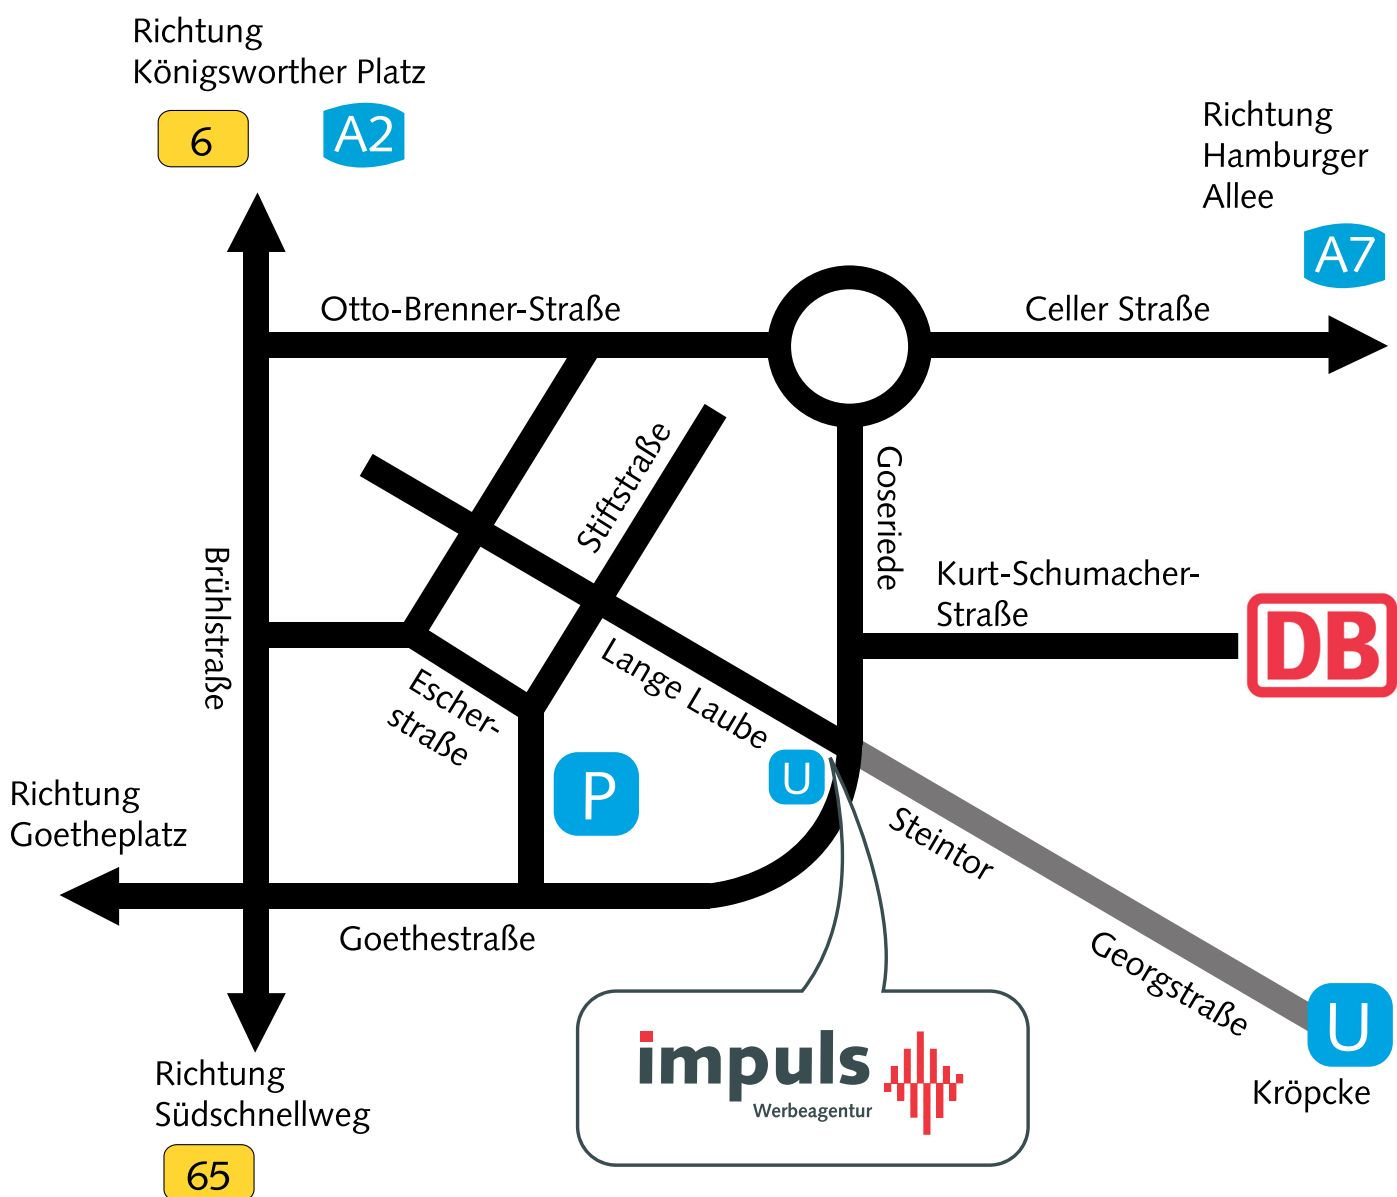 Richtung
Königsworther Platz
6
A2
Richtung
Hamburger
Allee
A7
Otto-Brenner-Straße
Celler Straße
Stiftstraße
Goseriede
Brühlstraße
Kurt-Schumacher-
Straße
DB
Lange Laube
Escher-
straße
P
U
Richtung
Goetheplatz
Steintor
Goethestraße
Georgstraße
U
Kröpcke
impuls
Werbeagentur
Richtung
Südschnellweg
65